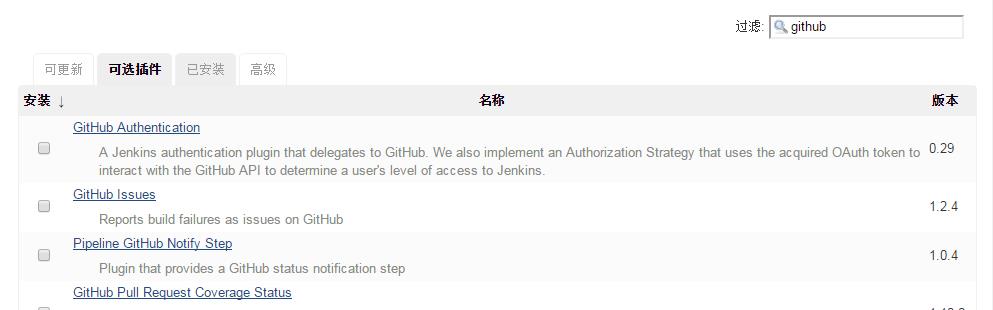 过滤: github
可更新 可选插件 已安装 高级
安装 ↓ 名称 版本
GitHub Authentication
A Jenkins authentication plugin that delegates to GitHub. We also implement an Authorization Strategy that uses the acquired OAuth token to 0.29
interact with the GitHub API to determine a user's level of access to Jenkins.
GitHub Issues
1.2.4
Reports build failures as issues on GitHub
Pipeline GitHub Notify Step
1.0.4
Plugin that provides a GitHub status notification step
GitHub Pull Request Coverage Status